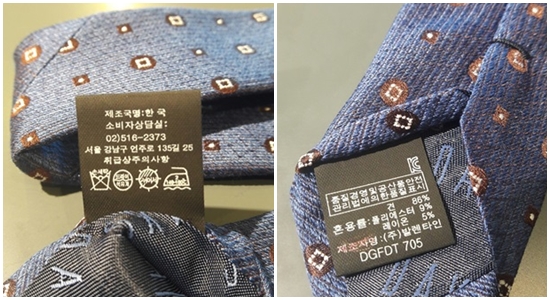 제조국명:한 국
소비자상담실:
02)516-2373
서울 강남구 언주로 135길 25
취급상주의사항
품질경영및공산품안전
관리법에의한품질표시
견 86%
혼용률:폴리에스터 9%
레이온 5%
제조자명:(주)발렌타인
DGFDT 705